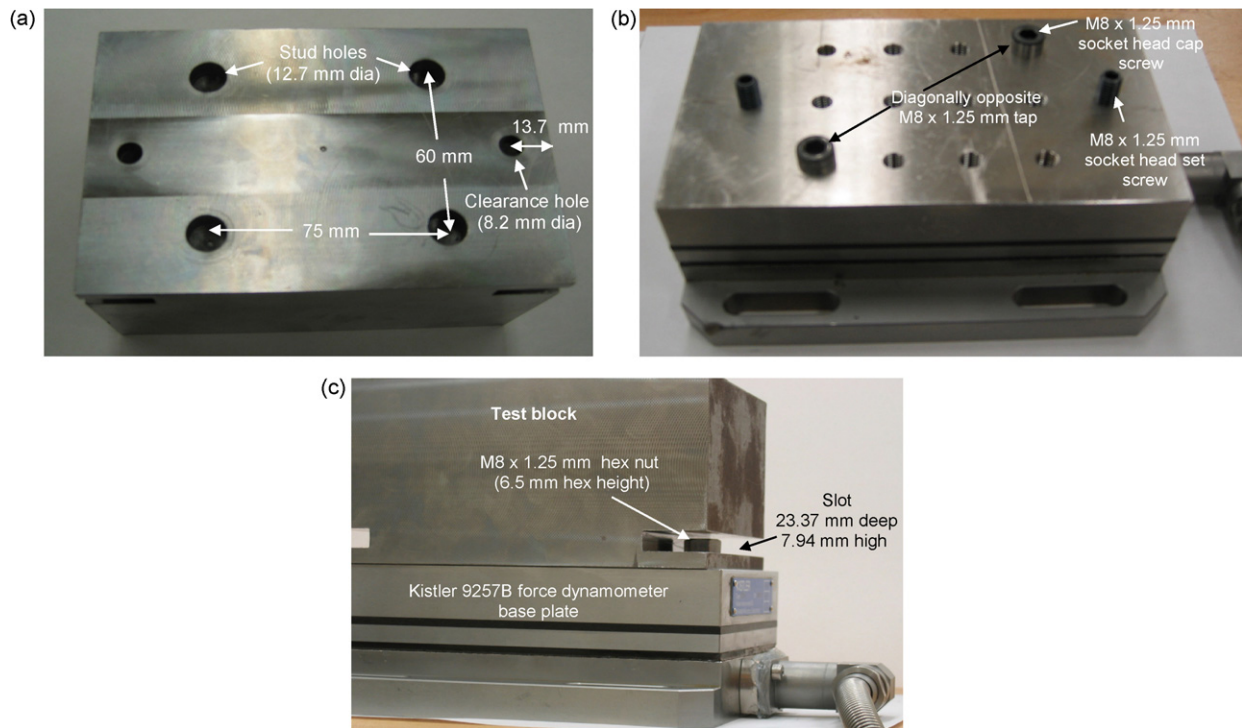 (a)
Stud holes
(12.7 mm dia)
13.7 mm
60 mm
Clearance hole
(8.2 mm dia)
75 mm
(b)
M8 x 1.25 mm
socket head cap
screw
Diagonally opposite
M8 x 1.25 mm tap
M8 x 1.25 mm
socket head set
screw
(c)
Test block
M8 x 1.25 mm hex nut
(6.5 mm hex height)
Slot
23.37 mm deep
7.94 mm high
Kistler 9257B force dynamometer
base plate